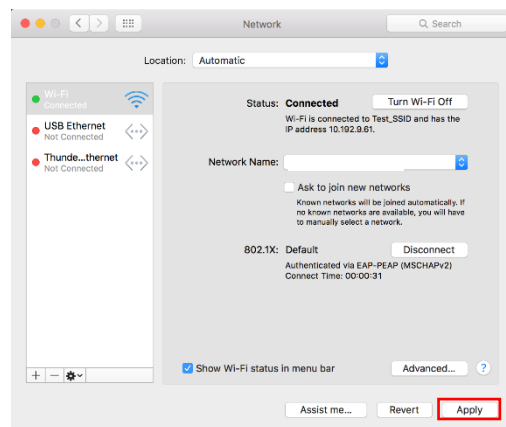 Network
Search
Location: Automatic
Wi-Fi
Connected
USB Ethernet
Not Connected
Thunde...thernet
Not Connected
Status: Connected
Turn Wi-Fi Off
Wi-Fi is connected to Test_SSID and has the
IP address 10.192.9.61.
Network Name:
Ask to join new networks
Known networks will be joined automatically. If
no known networks are available, you will have
to manually select a network.
802.1X: Default
Disconnect
Authenticated via EAP-PEAP (MSCHAPv2)
Connect Time: 00:00:31
Show Wi-Fi status in menu bar
Advanced...
?
Assist me...
Revert
Apply